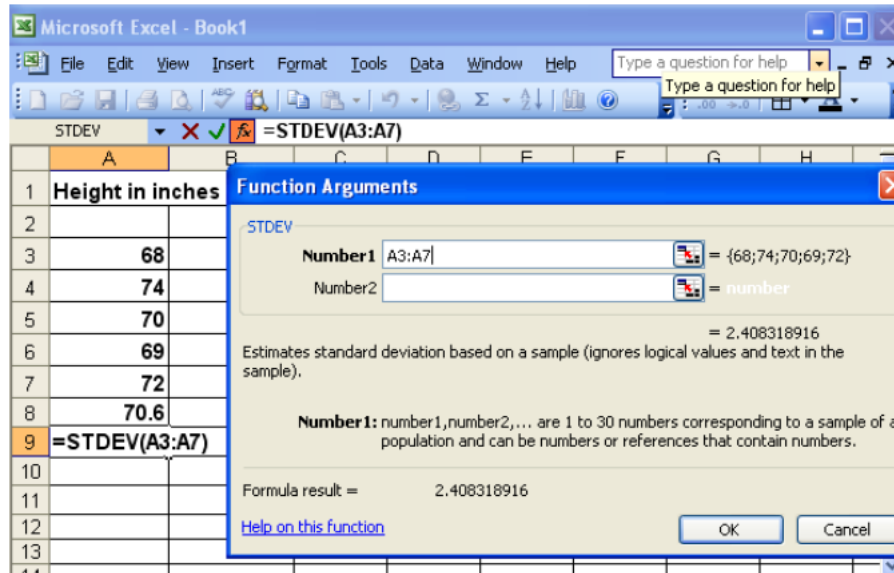 Microsoft Excel - Book1
File Edit View Insert Format Tools Data Window Help Type a question for help
Type a question for help
STDEV =STDEV(A3:A7)
A B C D E F G H
1 Height in inches
2
3 68
4 74
5 70
6 69
7 72
8 70.6
9 =STDEV(A3:A7)
10
11
12
13
14
Function Arguments
STDEV
Number1 A3:A7 = {68;74;70;69;72}
Number2 = number
= 2.408318916
Estimates standard deviation based on a sample (ignores logical values and text in the
sample).
Number1: number1,number2,... are 1 to 30 numbers corresponding to a sample of a
population and can be numbers or references that contain numbers.
Formula result = 2.408318916
Help on this function OK Cancel